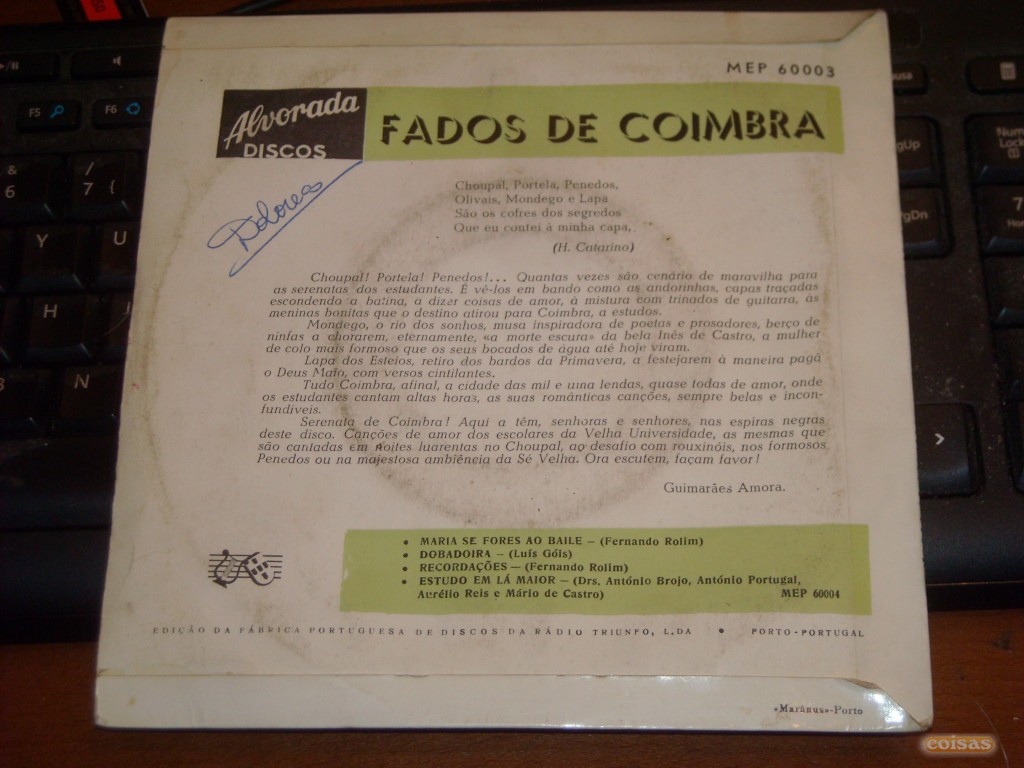 MEP 60003
Alvorada
DISCOS
FADOS DE COIMBRA
Dolores
Choupal, Portela, Penedos,
Olivais, Mondego e Lapa
São os cofres dos segredos
Que eu contei à minha capa,
(H. Catarino)
Choupal! Portela! Penedos!... Quantas vezes são cenário de maravilha para
as serenatas dos estudantes. É vê-los em bando como as andorinhas, capas traçadas
escondendo a batina, a dizer coisas de amor, à mistura com trinados de guitarra, às
meninas bonitas que o destino atirou para Coimbra, a estudos.
Mondego, o rio dos sonhos, musa inspiradora de poetas e prosadores, berço de
ninfas a chorarem, eternamente, «a morte escura» da bela Inês de Castro, a mulher
de colo mais formoso que os seus bocados de água até hoje viram.
Lapa dos Esteios, retiro dos bardos da Primavera, a festejarem à maneira pagã
o Deus Maio, com versos cintilantes.
Tudo Coimbra, afinal, a cidade das mil e uma lendas, quase todas de amor, onde
os estudantes cantam altas horas, as suas românticas canções, sempre belas e incon-
fundíveis.
Serenata de Coimbra! Aqui a têm, senhoras e senhores, nas espiras negras
deste disco. Canções de amor dos escolares da Velha Universidade, as mesmas que
são cantadas em noites luarentas no Choupal, ao desafio com rouxinóis, nos formosos
Penedos ou na majestosa ambiência da Sé Velha. Ora escutem, façam favor!
Guimarães Amora.
• MARIA SE FORES AO BAILE — (Fernando Rolim)
• DOBADOIRA — (Luís Góis)
• RECORDAÇÕES — (Fernando Rolim)
• ESTUDO EM LÁ MAIOR — (Drs. António Brojo, António Portugal,
Aurélio Reis e Mário de Castro) MEP 60004
EDIÇÃO DA FÁBRICA PORTUGUESA DE DISCOS DA RÁDIO TRIUNFO, L.DA • PORTO-PORTUGAL
«Marânus»-Porto
coisas
F5
F6
&
6
/
7 {
Y
U
H
J
B
N
PgUp
PgDn
Num
Lock
7